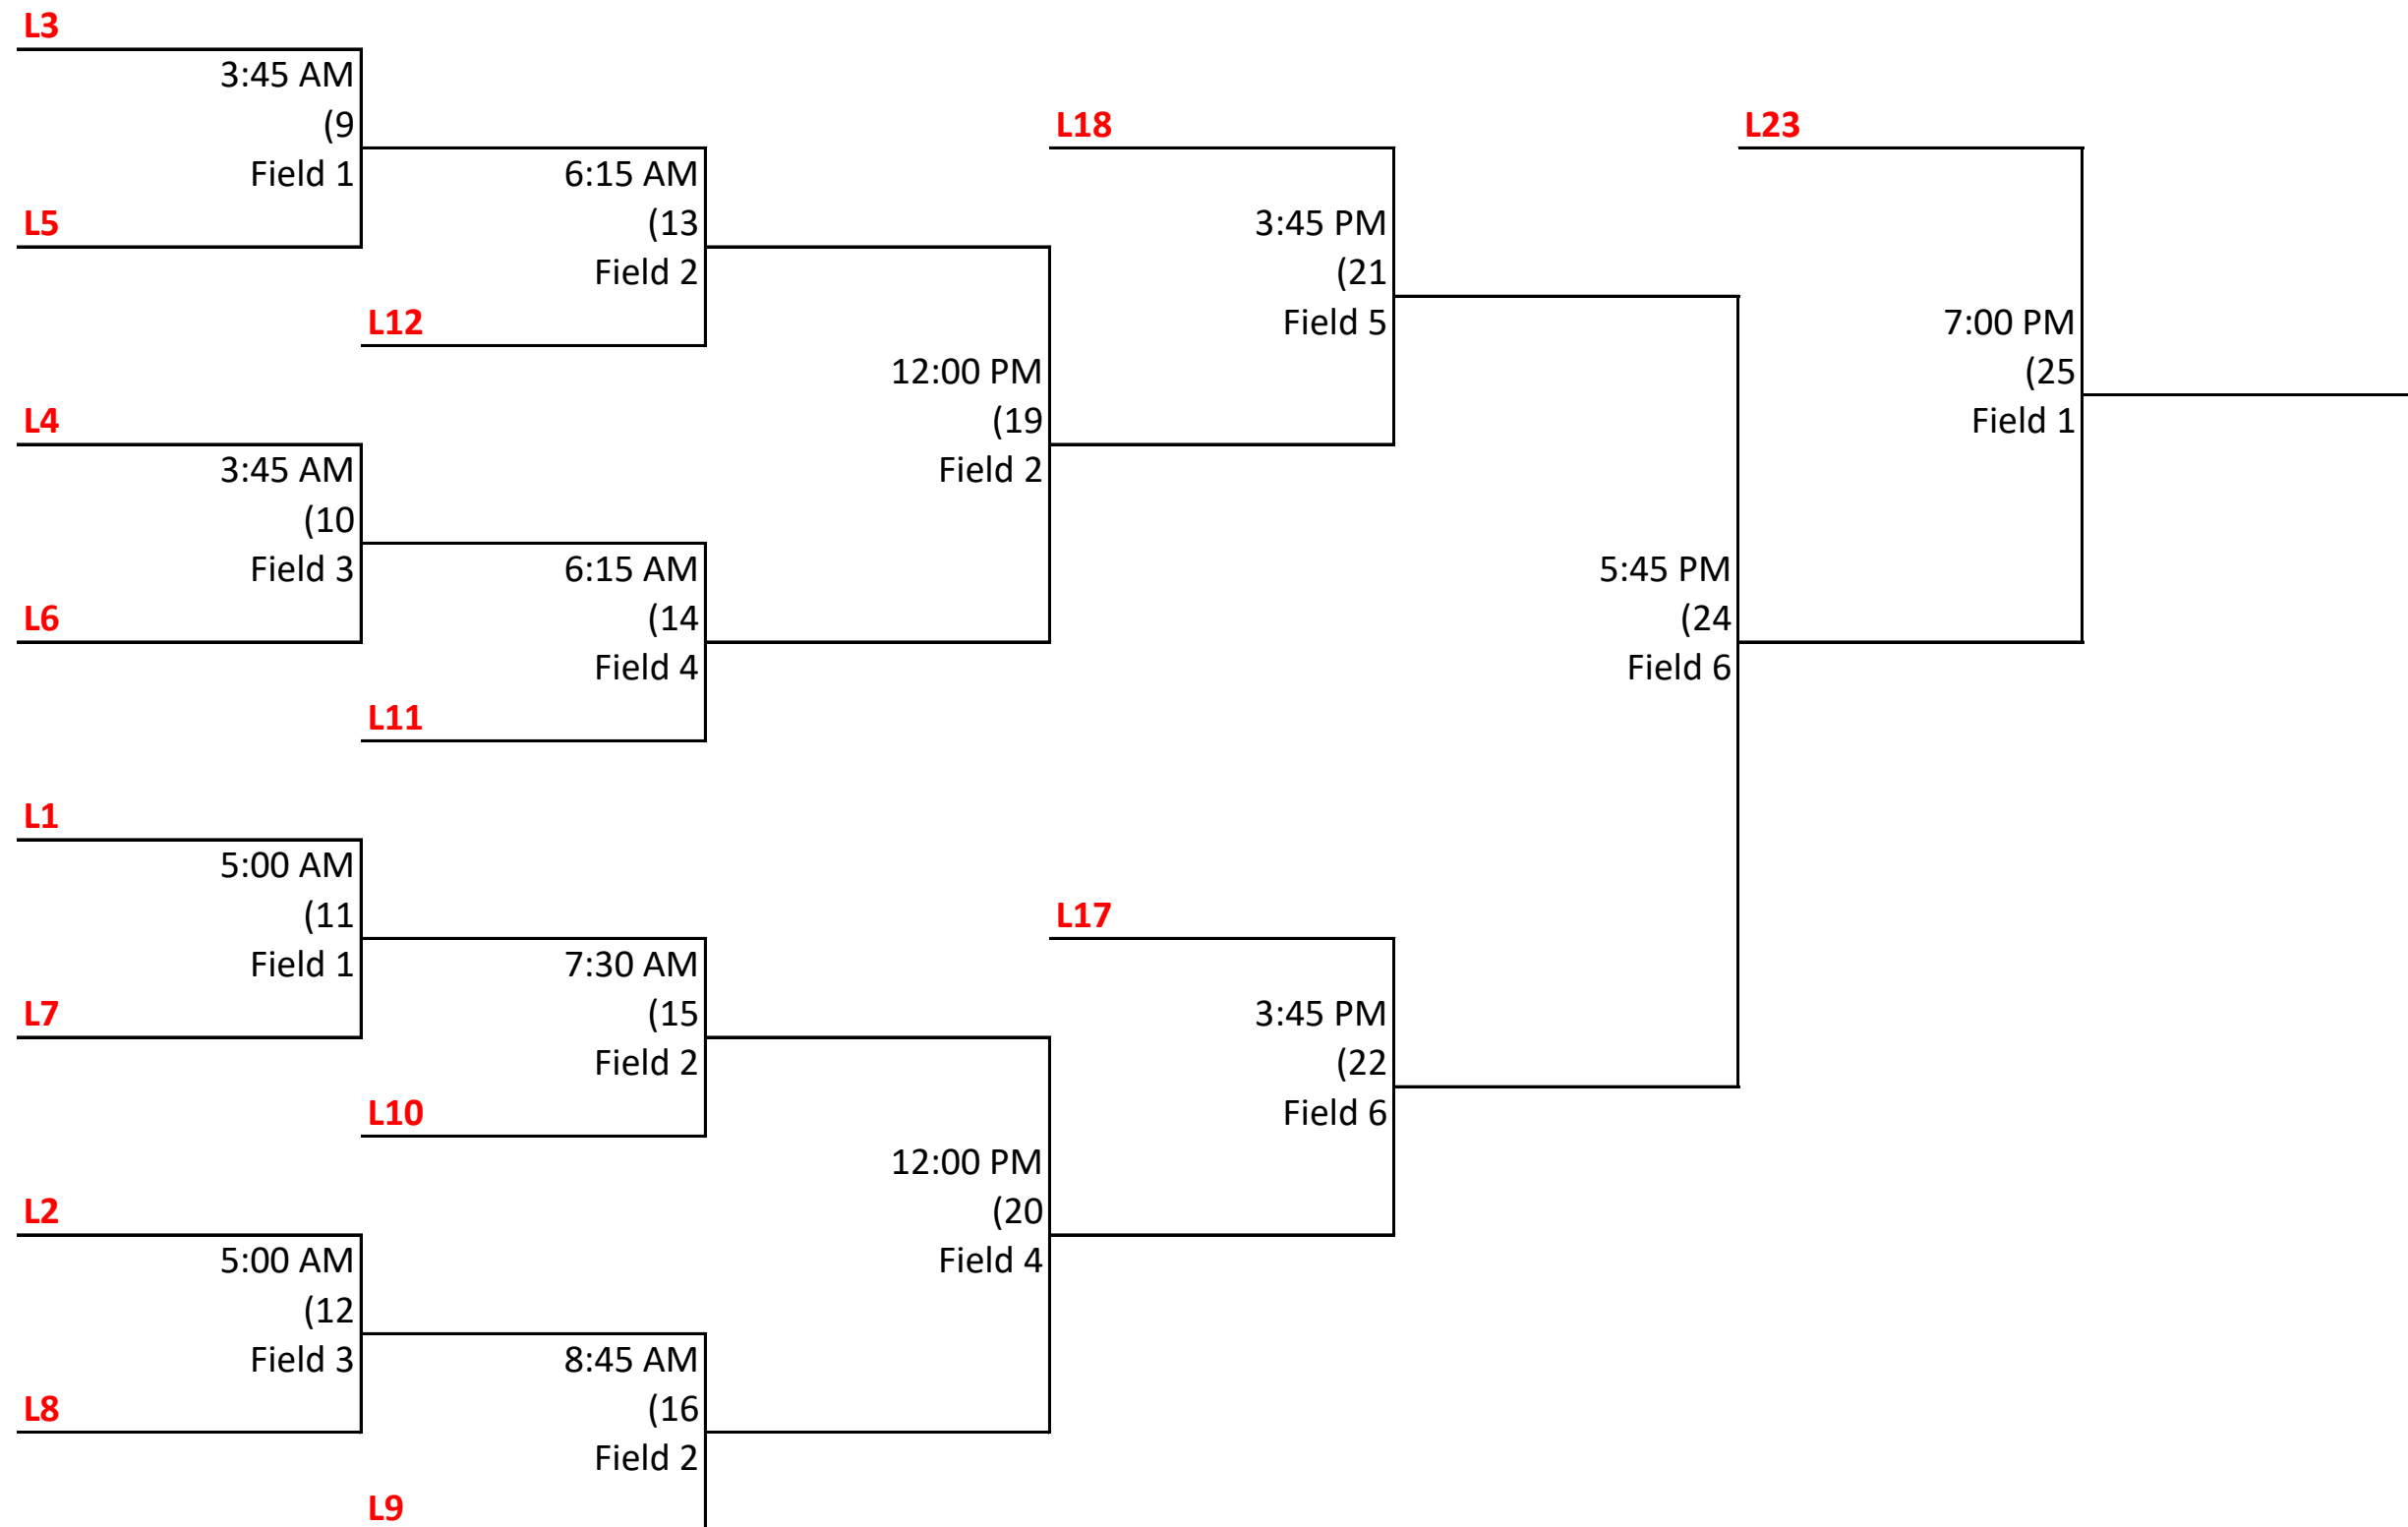 L3
3:45 AM
(9
L18
L23
Field 1
6:15 AM
L5
(13
3:45 PM
Field 2
(21
L12
Field 5
7:00 PM
12:00 PM
(25
L4
(19
Field 1
3:45 AM
Field 2
(10
Field 3
6:15 AM
5:45 PM
L6
(14
(24
Field 4
Field 6
L11
L1
5:00 AM
(11
L17
Field 1
7:30 AM
L7
(15
3:45 PM
Field 2
(22
L10
Field 6
12:00 PM
L2
(20
5:00 AM
Field 4
(12
Field 3
8:45 AM
L8
(16
Field 2
L9